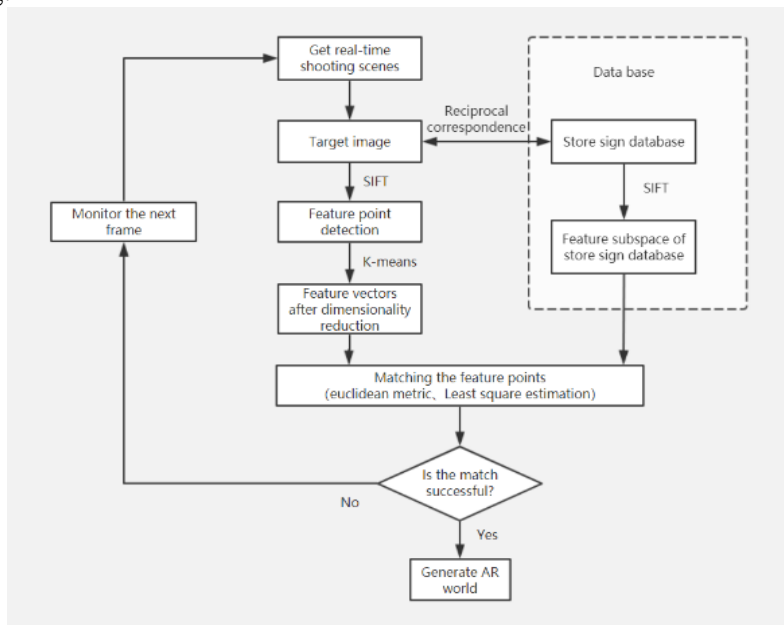 Get real-time
shooting scenes
Data base
Reciprocal
correspondence
Target image
Store sign database
SIFT
SIFT
Monitor the next
frame
Feature point
detection
Feature subspace of
store sign database
K-means
Feature vectors
after dimensionality
reduction
Matching the feature points
(euclidean metric、Least square estimation)
Is the match
successful?
No
Yes
Generate AR
world